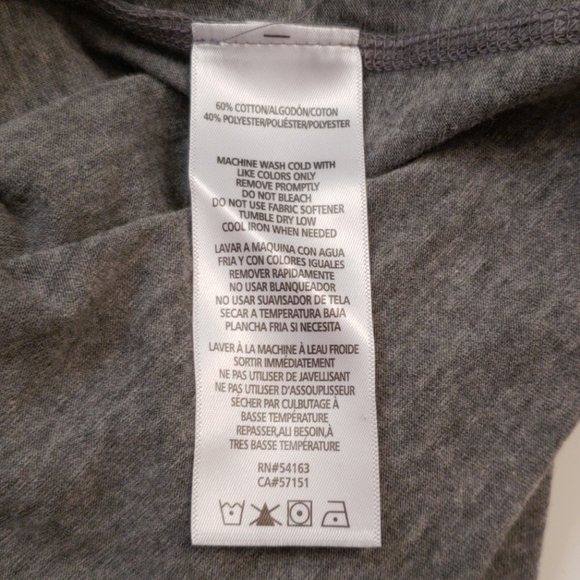 60% COTTON/ALGODÓN/COTON
40% POLYESTER/POLIÉSTER/POLYESTER
MACHINE WASH COLD WITH
LIKE COLORS ONLY
REMOVE PROMPTLY
DO NOT BLEACH
DO NOT USE FABRIC SOFTENER
TUMBLE DRY LOW
COOL IRON WHEN NEEDED
LAVAR A MAQUINA CON AGUA
FRIA Y CON COLORES IGUALES
REMOVER RAPIDAMENTE
NO USAR BLANQUEADOR
NO USAR SUAVISADOR DE TELA
SECAR A TEMPERATURA BAJA
PLANCHA FRIA SI NECESITA
LAVER À LA MACHINE À LEAU FROIDE
SORTIR IMMÉDIATEMENT
NE PAS UTILISER DE JAVELLISANT
NE PAS UTILISER D'ASSOUPLISSEUR
SÉCHER PAR CULBUTAGE À
BASSE TEMPÉRATURE
REPASSER,ALI BESOIN,À
TRES BASSE TEMPÉRATURE
RN#54163
CA#57151